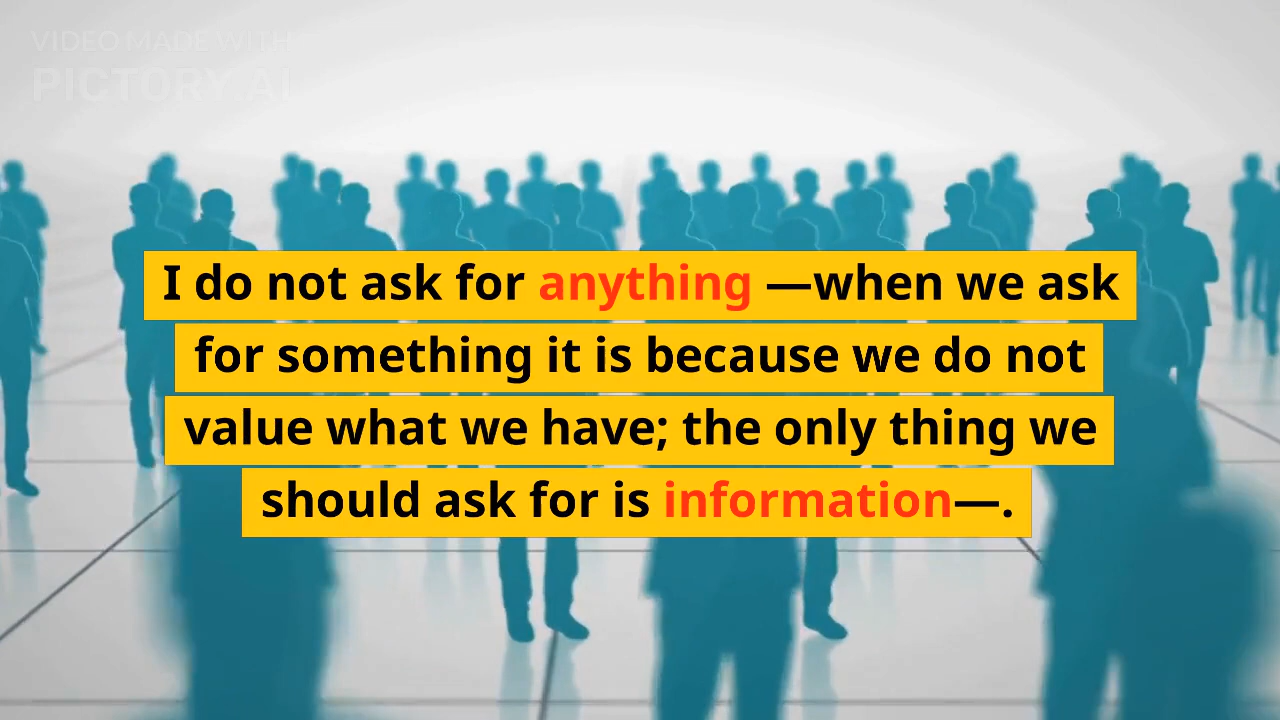 VIDEO MADE WITH
PICTORY.AI
I do not ask for anything —when we ask
for something it is because we do not
value what we have; the only thing we
should ask for is information—.